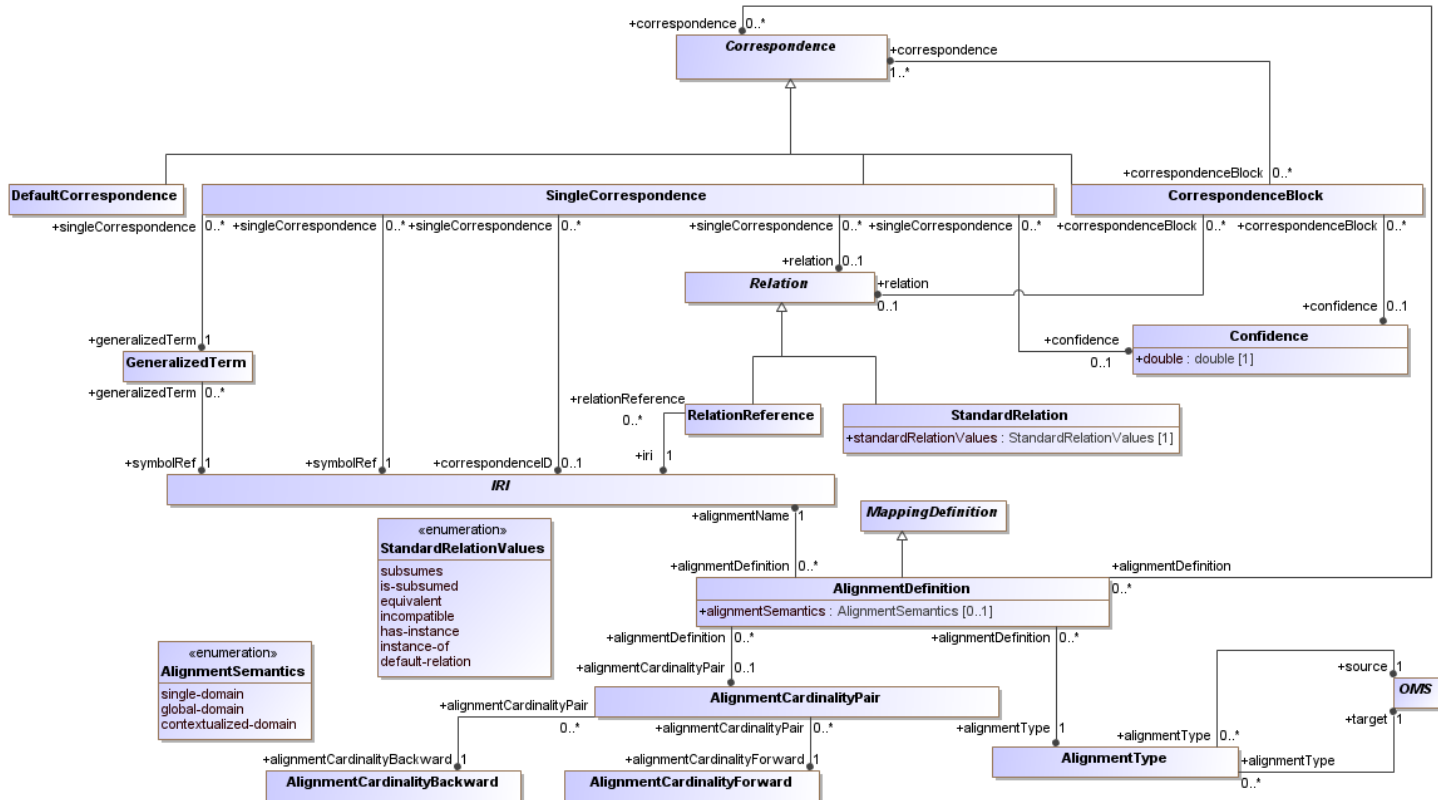 +correspondence 0..*
Correspondence
+correspondence
1..*
+correspondenceBlock 0..*
DefaultCorrespondence
SingleCorrespondence
CorrespondenceBlock
+singleCorrespondence 0..*
+singleCorrespondence 0..*
+singleCorrespondence 0..*
+singleCorrespondence 0..*
+singleCorrespondence 0..*
+correspondenceBlock 0..*
+correspondenceBlock 0..*
+relation 0..1
Relation
+relation
0..1
+confidence 0..1
+generalizedTerm 1
GeneralizedTerm
+generalizedTerm 0..*
+confidence
0..1
Confidence
+double : double [1]
+relationReference
0..*
RelationReference
StandardRelation
+standardRelationValues : StandardRelationValues [1]
+symbolRef 1
+symbolRef 1
+correspondenceID 0..1
+iri 1
IRI
+alignmentName 1
MappingDefinition
«enumeration»
StandardRelationValues
subsumes
is-subsumed
equivalent
incompatible
has-instance
instance-of
default-relation
+alignmentDefinition 0..*
+alignmentDefinition
0..*
AlignmentDefinition
+alignmentSemantics : AlignmentSemantics [0..1]
+alignmentDefinition 0..*
+alignmentDefinition 0..*
«enumeration»
AlignmentSemantics
single-domain
global-domain
contextualized-domain
+alignmentCardinalityPair 0..1
AlignmentCardinalityPair
+source 1
OMS
+target 1
+alignmentCardinalityPair
0..*
+alignmentCardinalityPair 0..*
+alignmentType 1
+alignmentType 0..*
AlignmentType
+alignmentType
0..*
+alignmentCardinalityBackward 1
AlignmentCardinalityBackward
+alignmentCardinalityForward 1
AlignmentCardinalityForward